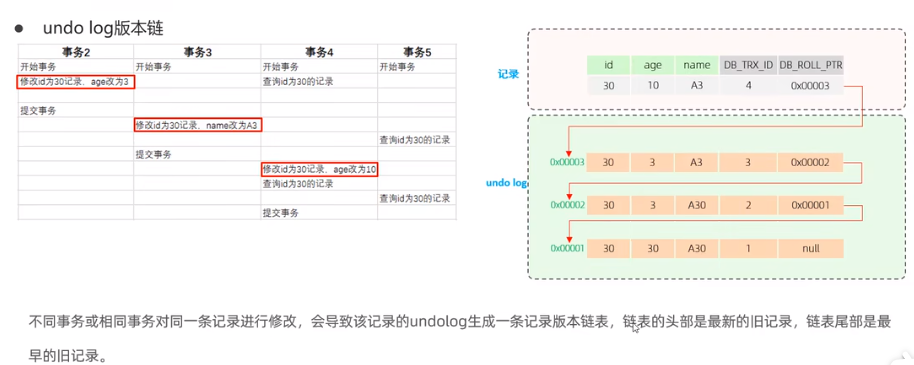 undo log版本链
事务2 事务3 事务4 事务5
开始事务 开始事务 开始事务 开始事务
修改id为30记录、age改为3 查询id为30的记录
提交事务
修改id为30记录、name改为A3
查询id为30的记录
提交事务
修改id为30记录、age改为10
查询id为30的记录
查询id为30的记录
提交事务
记录
id age name DB_TRX_ID DB_ROLL_PTR
30 10 A3 4 0x00003
undo log
0x00003 30 3 A3 3 0x00002
0x00002 30 3 A30 2 0x00001
0x00001 30 30 A30 1 null
不同事务或相同事务对同一条记录进行修改，会导致该记录的undolog生成一条记录版本链表，链表的头部是最新的旧记录，链表尾部是最
早的旧记录。